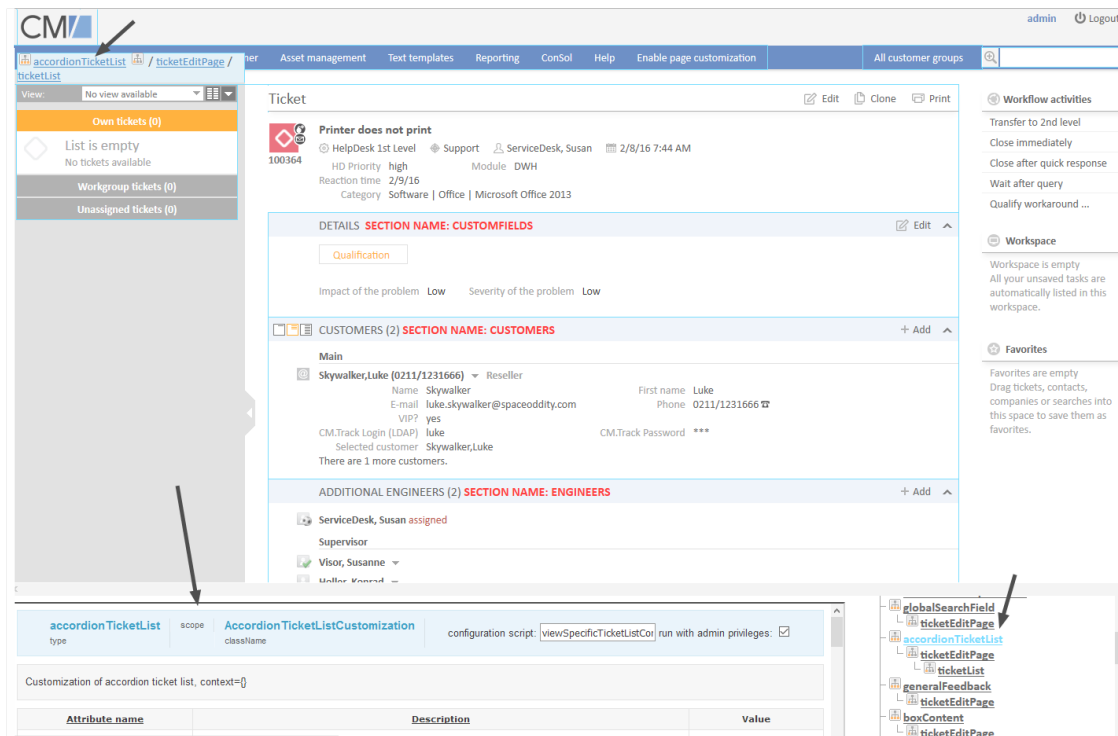 CM/
admin Logout
accordionTicketList / ticketEditPage /
ticketList
ner Asset management Text templates Reporting ConSol Help Enable page customization All customer groups
View: No view available
Own tickets (0)
List is empty
No tickets available
Workgroup tickets (0)
Unassigned tickets (0)
Ticket Edit Clone Print
100364
Printer does not print
HelpDesk 1st Level Support ServiceDesk, Susan 2/8/16 7:44 AM
HD Priority high Module DWH
Reaction time 2/9/16
Category Software | Office | Microsoft Office 2013
DETAILS SECTION NAME: CUSTOMFIELDS Edit
Qualification
Impact of the problem Low Severity of the problem Low
CUSTOMERS (2) SECTION NAME: CUSTOMERS + Add
Main
Skywalker,Luke (0211/1231666) Reseller
Name Skywalker First name Luke
E-mail luke.skywalker@spaceoddity.com Phone 0211/1231666
VIP? yes
CM.Track Login (LDAP) luke CM.Track Password ***
Selected customer Skywalker,Luke
There are 1 more customers.
ADDITIONAL ENGINEERS (2) SECTION NAME: ENGINEERS + Add
ServiceDesk, Susan assigned
Supervisor
Visor, Susanne
Holler, Konrad
Workflow activities
Transfer to 2nd level
Close immediately
Close after quick response
Wait after query
Qualify workaround ...
Workspace
Workspace is empty
All your unsaved tasks are
automatically listed in this
workspace.
Favorites
Favorites are empty
Drag tickets, contacts,
companies or searches into
this space to save them as
favorites.
accordionTicketList scope AccordionTicketListCustomization
type className
configuration script: viewSpecificTicketListCor run with admin privileges:
Customization of accordion ticket list, context={}
Attribute name Description Value
globalSearchField
ticketEditPage
accordionTicketList
ticketEditPage
ticketList
generalFeedback
ticketEditPage
boxContent
ticketEditPage